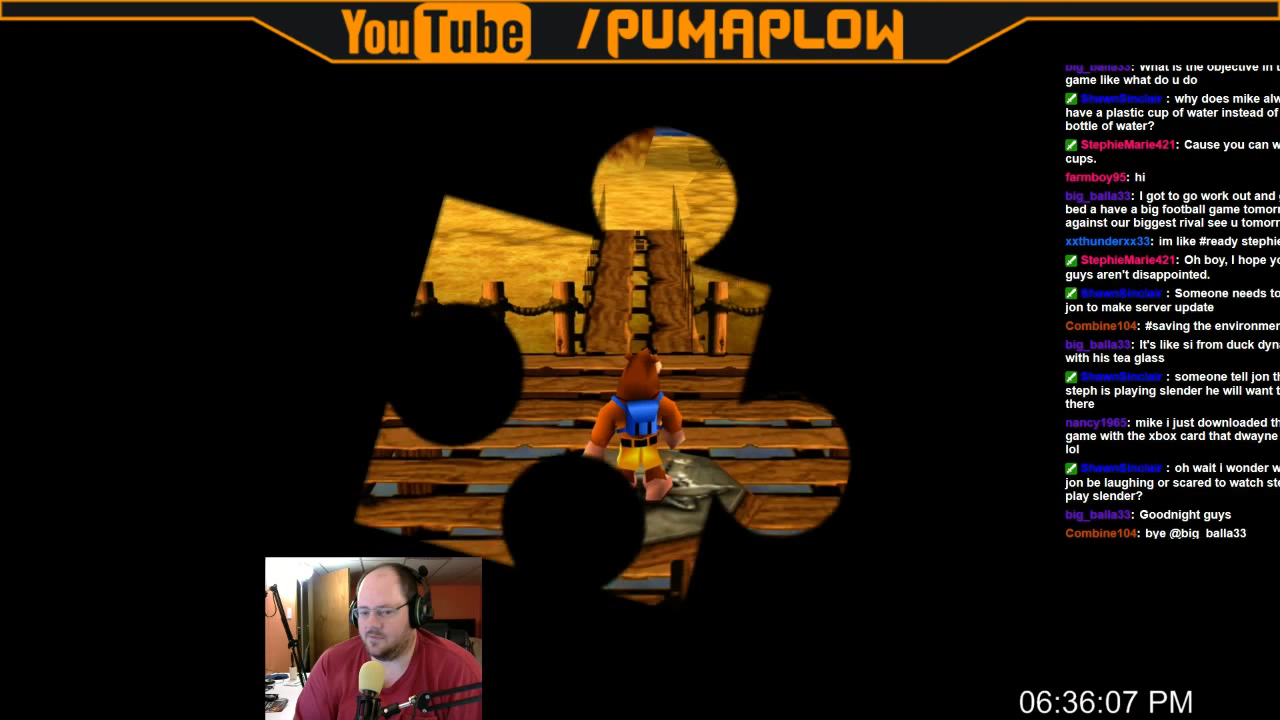 YouTube /PUMAPLOW
big_balla33: What is the objective in
game like what do u do
ShawnSinclair : why does mike alw
have a plastic cup of water instead of
bottle of water?
StephieMarie421: Cause you can w
cups.
farmboy95: hi
big_balla33: I got to go work out and
bed a have a big football game tomor
against our biggest rival see u tomor
xxthunderxx33: im like #ready stephie
StephieMarie421: Oh boy, I hope yo
guys aren't disappointed.
ShawnSinclair : Someone needs to
jon to make server update
Combine104: #saving the environmen
big_balla33: It's like si from duck dyna
with his tea glass
ShawnSinclair : someone tell jon th
steph is playing slender he will want t
there
nancy1965: mike i just downloaded th
game with the xbox card that dwayne
lol
ShawnSinclair : oh wait i wonder w
jon be laughing or scared to watch ste
play slender?
big_balla33: Goodnight guys
Combine104: bye @big_balla33
06:36:07 PM